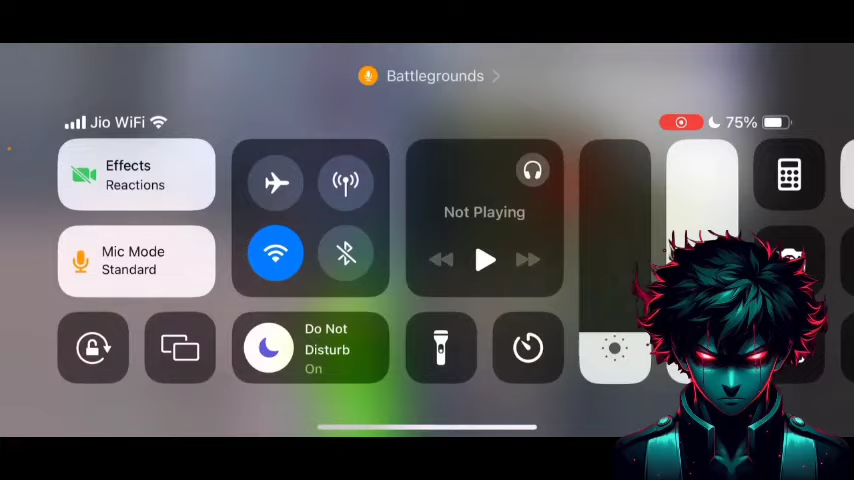 Battlegrounds
Jio WiFi
75%
Effects
Reactions
Mic Mode
Standard
Not Playing
Do Not
Disturb
On